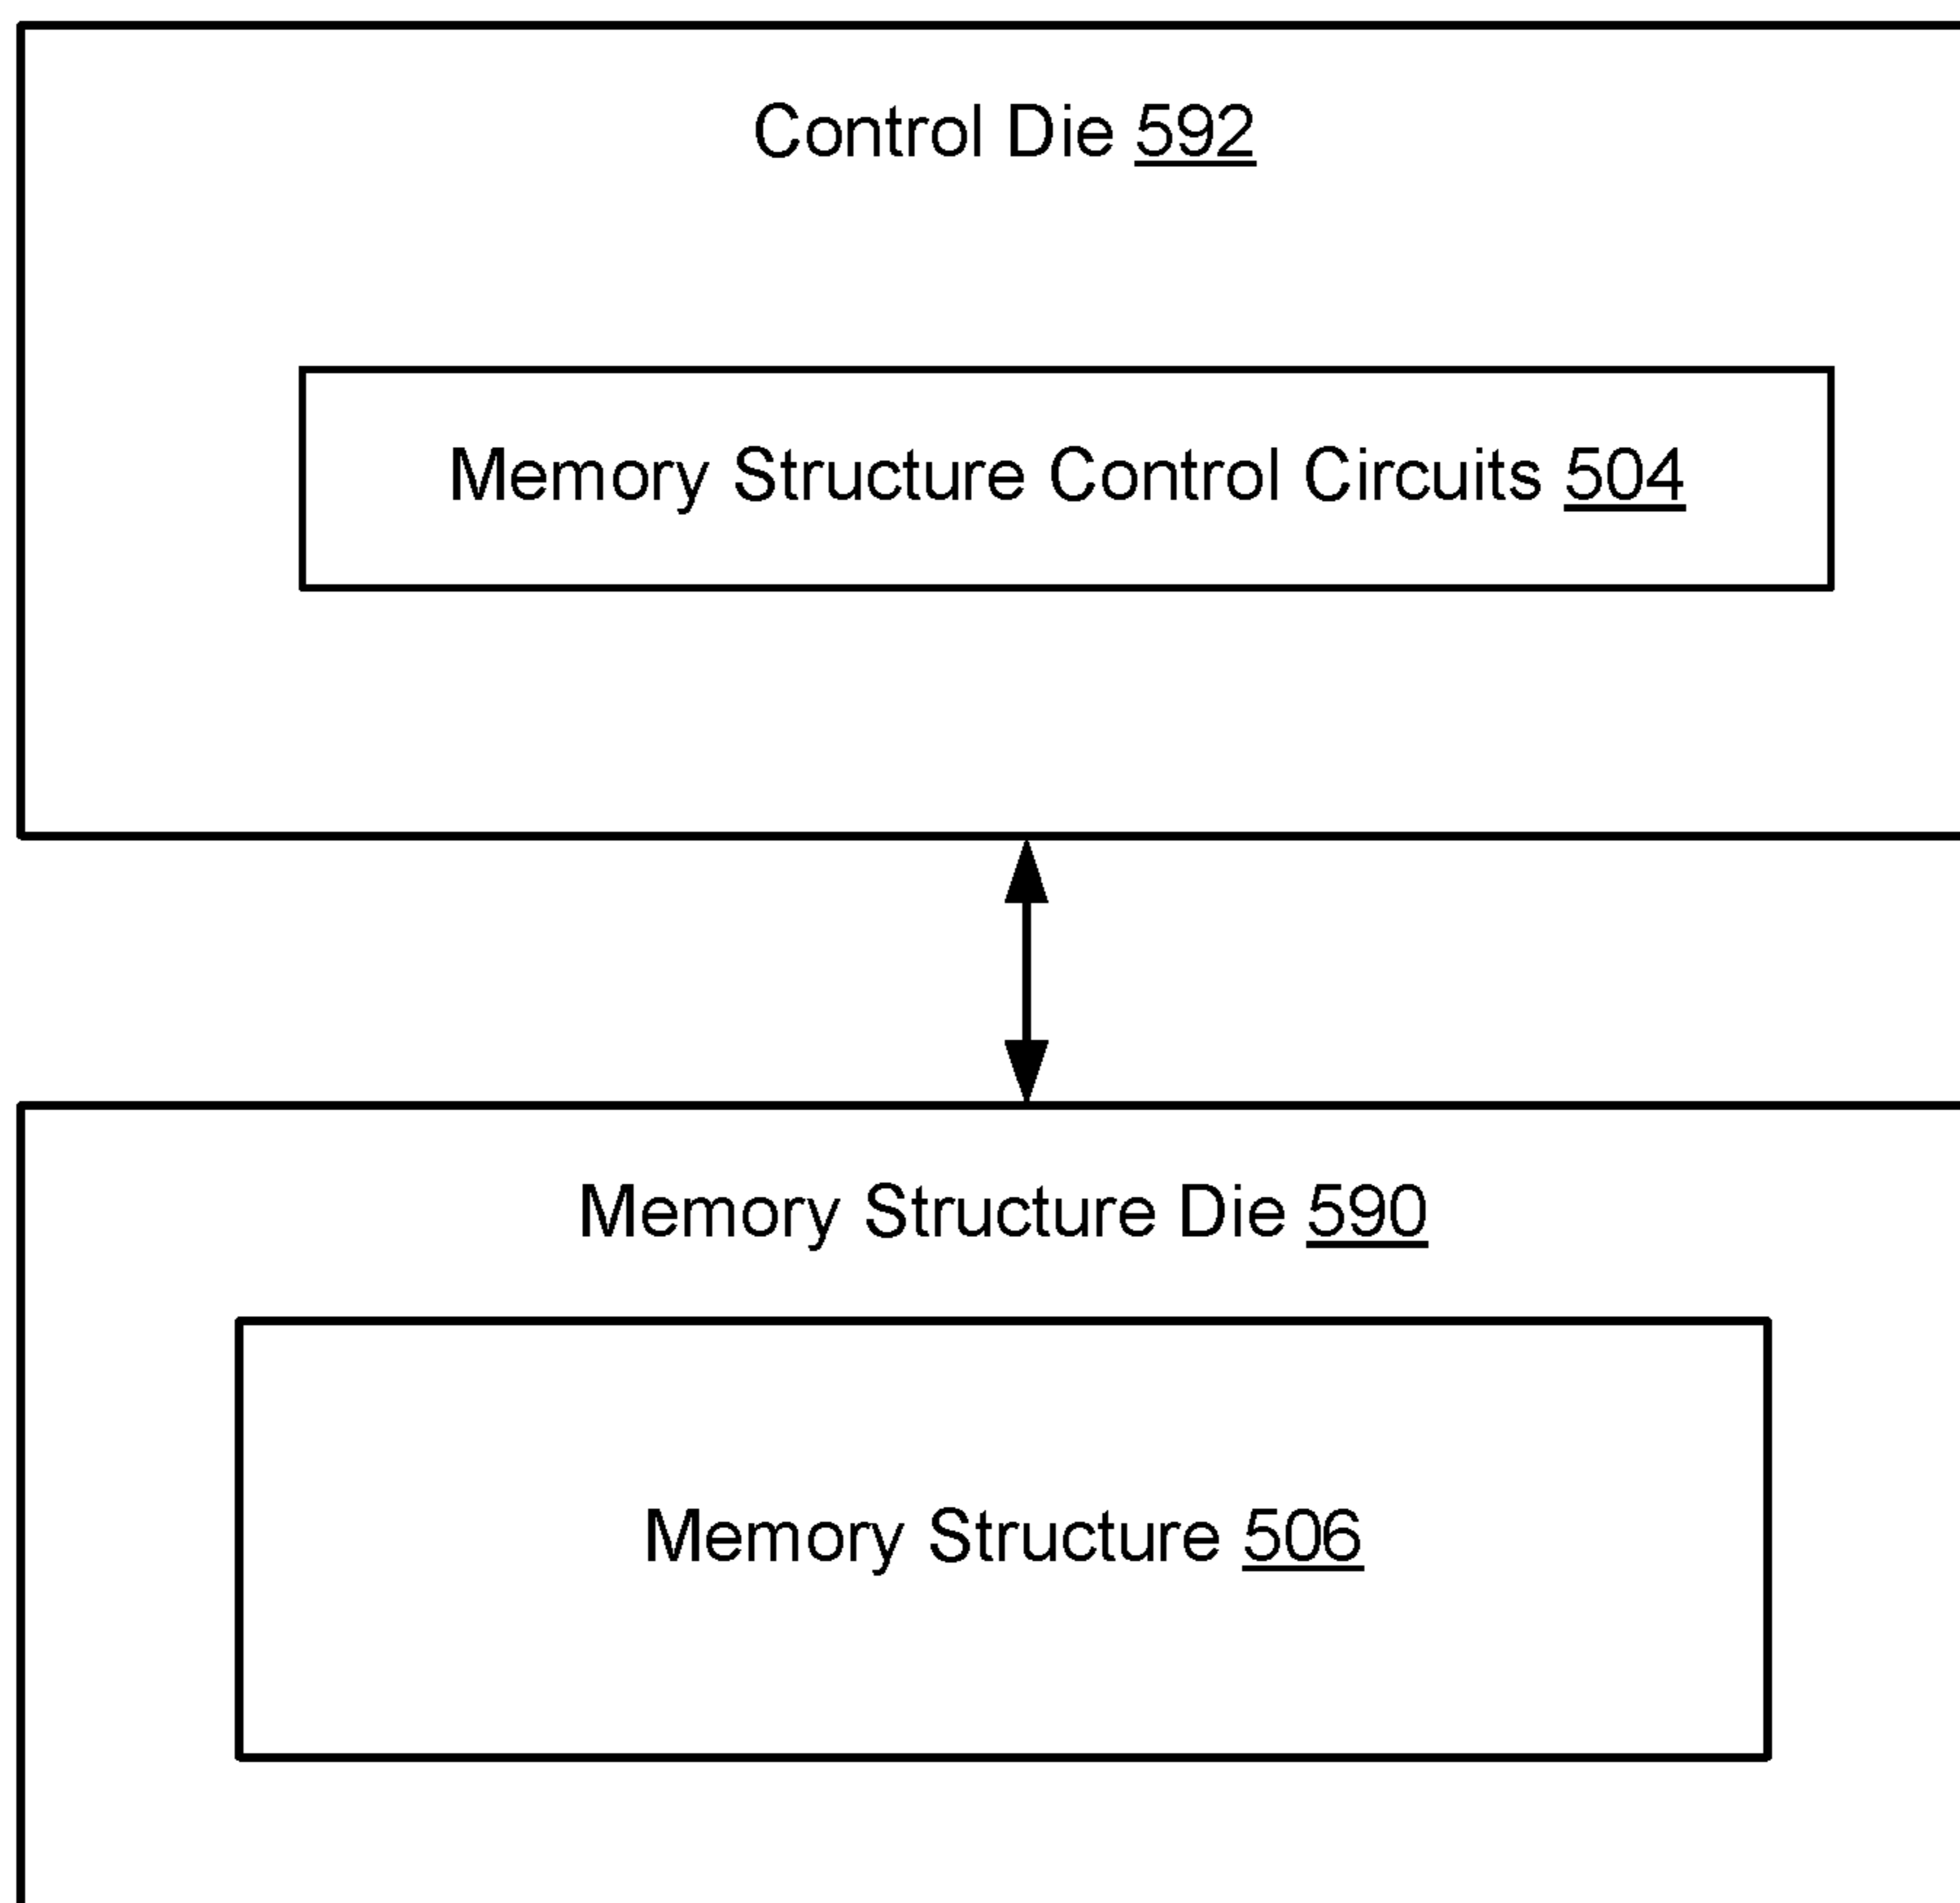 Control Die 592
Memory Structure Control Circuits 504
Memory Structure Die 590
Memory Structure 506